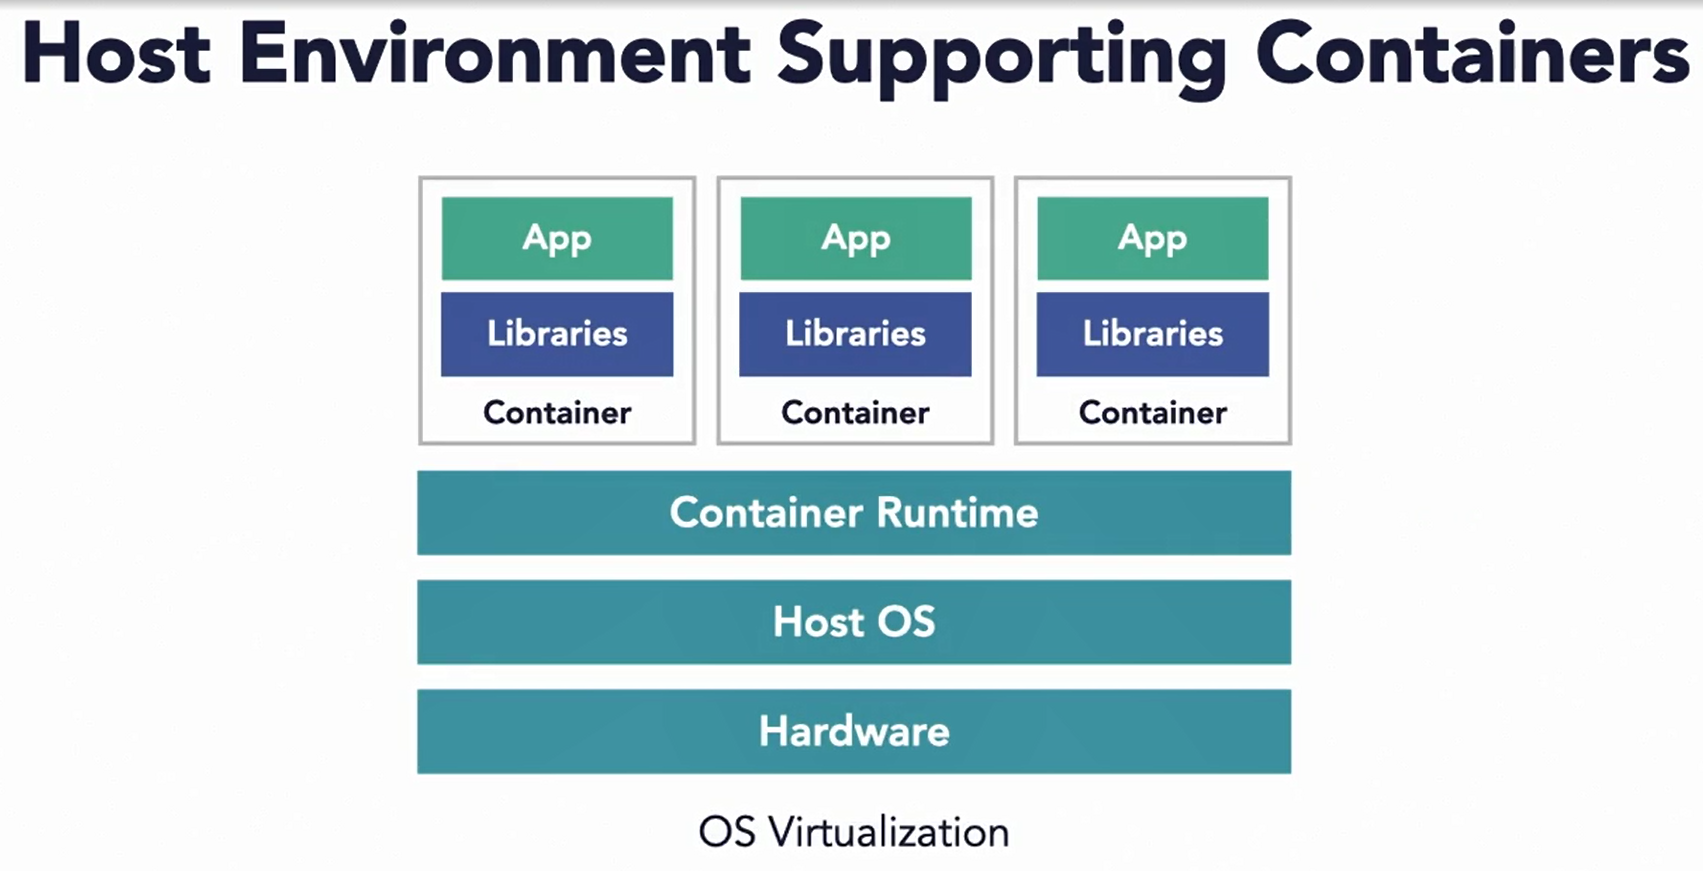 Host Environment Supporting Containers
App
App
App
Libraries
Libraries
Libraries
Container
Container
Container
Container Runtime
Host OS
Hardware
OS Virtualization